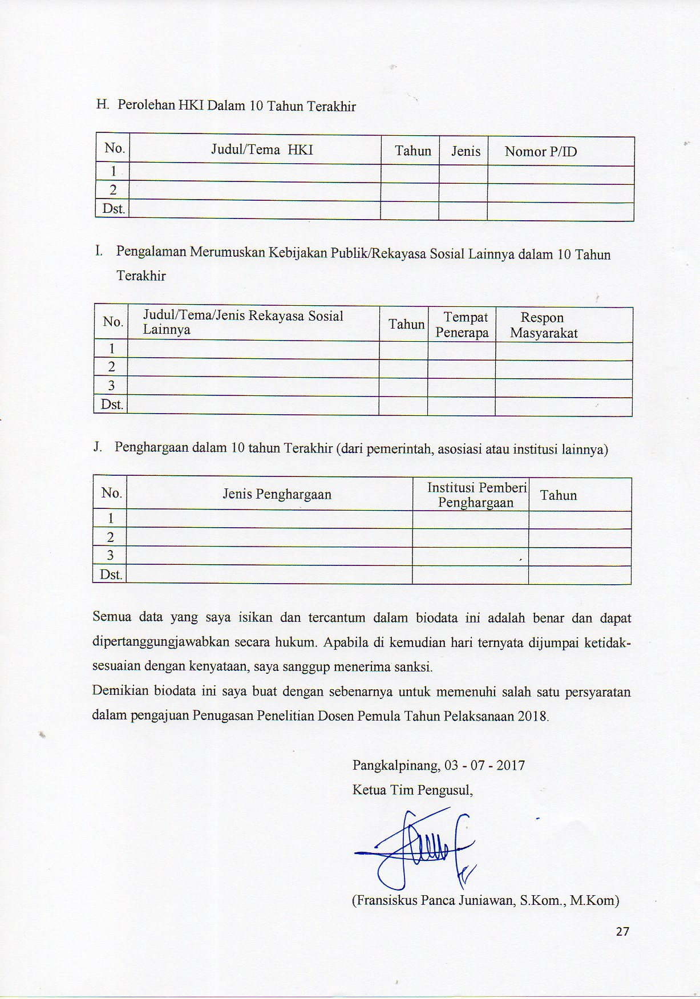 H. Perolehan HKI Dalam 10 Tahun Terakhir
No. Judul/Tema HKI Tahun Jenis Nomor P/ID
1
2
Dst.
I. Pengalaman Merumuskan Kebijakan Publik/Rekayasa Sosial Lainnya dalam 10 Tahun
Terakhir
No. Judul/Tema/Jenis Rekayasa Sosial Lainnya Tahun Tempat Penerapa Respon Masyarakat
1
2
3
Dst.
J. Penghargaan dalam 10 tahun Terakhir (dari pemerintah, asosiasi atau institusi lainnya)
No. Jenis Penghargaan Institusi Pemberi Penghargaan Tahun
1
2
3
Dst.
Semua data yang saya isikan dan tercantum dalam biodata ini adalah benar dan dapat
dipertanggungjawabkan secara hukum. Apabila di kemudian hari ternyata dijumpai ketidak-
sesuaian dengan kenyataan, saya sanggup menerima sanksi.
Demikian biodata ini saya buat dengan sebenarnya untuk memenuhi salah satu persyaratan
dalam pengajuan Penugasan Penelitian Dosen Pemula Tahun Pelaksanaan 2018.
Pangkalpinang, 03 - 07 - 2017
Ketua Tim Pengusul,
(Fransiskus Panca Juniawan, S.Kom., M.Kom)
27